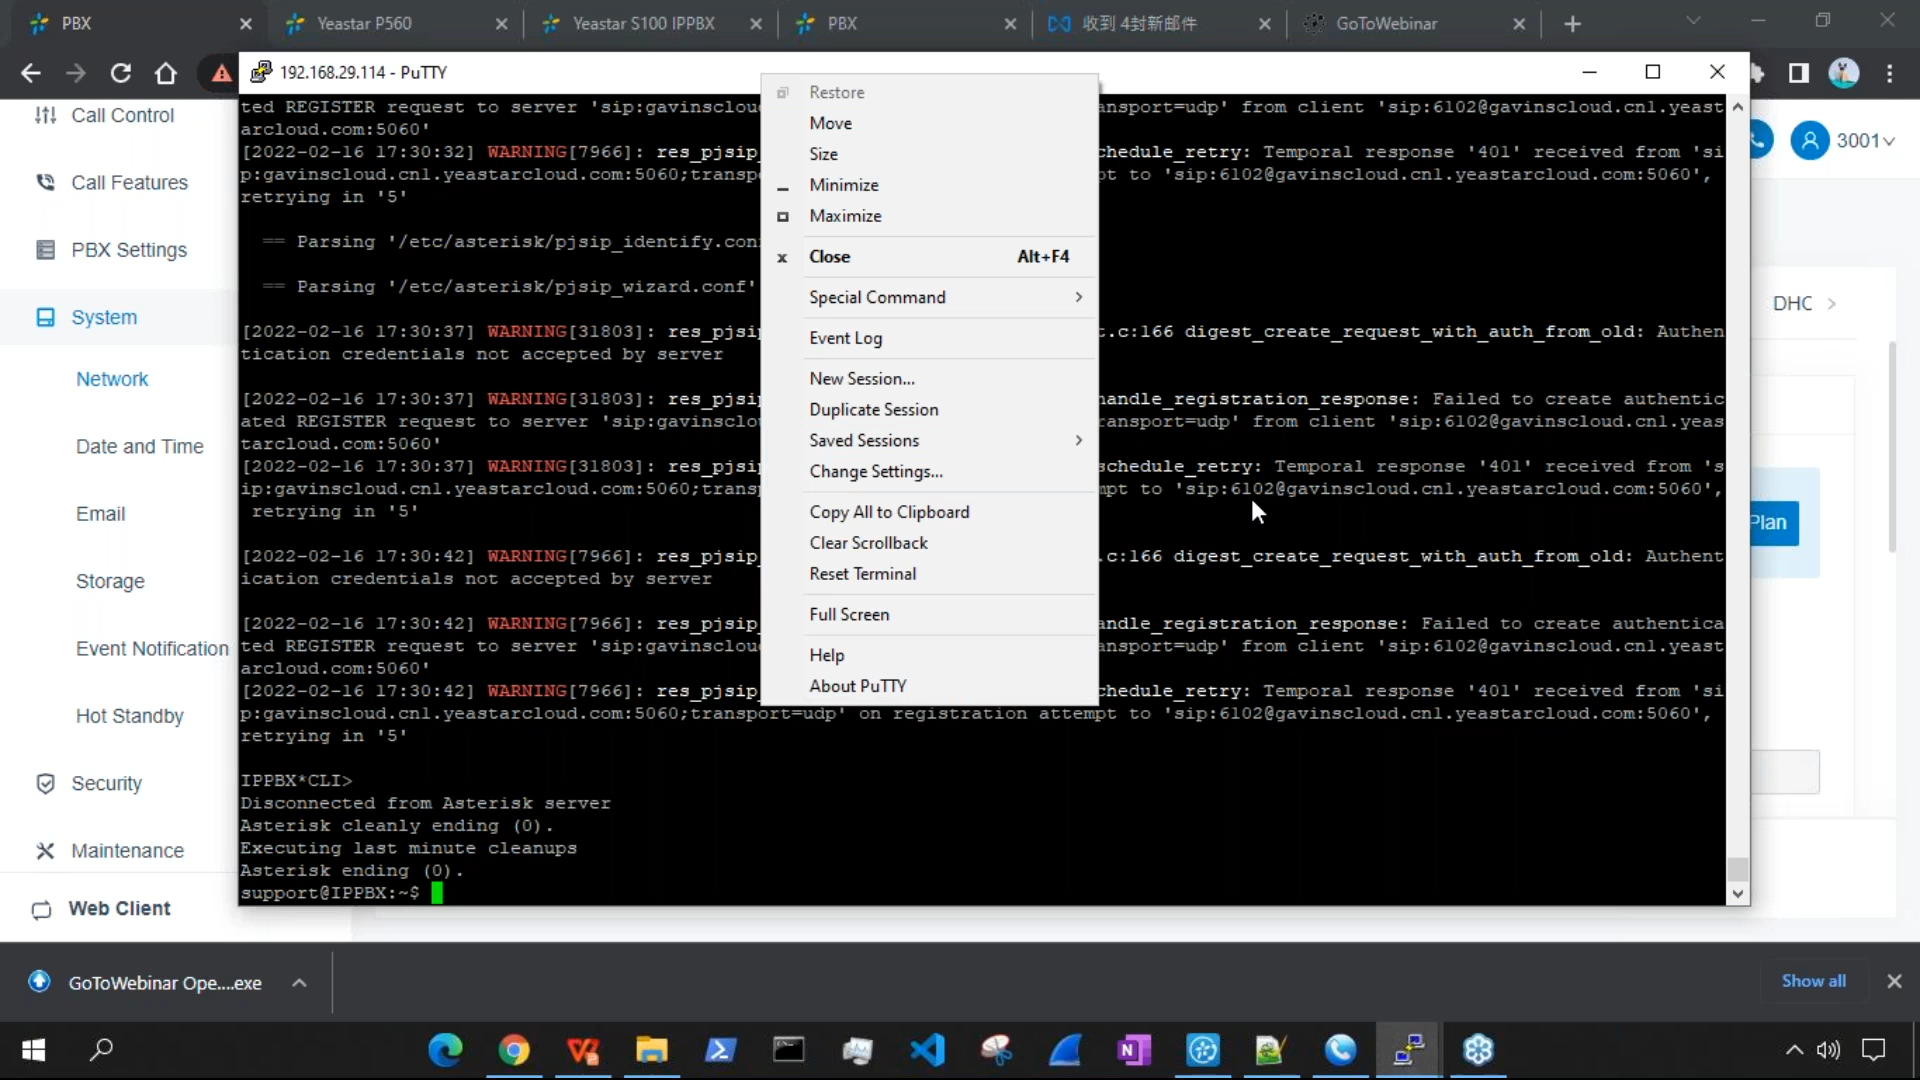 PBX
Yeastar P560
Yeastar S100 IPPBX
PBX
收到 4封新邮件
GoToWebinar
192.168.29.114 - PuTTY
3001
Call Control
Call Features
PBX Settings
System
Network
Date and Time
Email
Storage
Event Notification
Hot Standby
Security
Maintenance
Web Client
DHC
Plan
ted REGISTER request to server 'sip:gavinsclou
ansport=udp' from client 'sip:6102@gavinscloud.cn1.yeast
arcloud.com:5060'
[2022-02-16 17:30:32] WARNING[7966]: res_pjsip_
chedule_retry: Temporal response '401' received from 'si
p:gavinscloud.cn1.yeastarcloud.com:5060;transp
pt to 'sip:6102@gavinscloud.cn1.yeastarcloud.com:5060',
retrying in '5'
== Parsing '/etc/asterisk/pjsip_identify.con
== Parsing '/etc/asterisk/pjsip_wizard.conf'
[2022-02-16 17:30:37] WARNING[31803]: res_pjsip
t.c:166 digest_create_request_with_auth_from_old: Authen
tication credentials not accepted by server
[2022-02-16 17:30:37] WARNING[31803]: res_pjsip
handle_registration_response: Failed to create authentic
ated REGISTER request to server 'sip:gavinsclo
ransport=udp' from client 'sip:6102@gavinscloud.cn1.yeas
tarcloud.com:5060'
[2022-02-16 17:30:37] WARNING[31803]: res_pjsip
schedule_retry: Temporal response '401' received from 's
ip:gavinscloud.cn1.yeastarcloud.com:5060;trans
mpt to 'sip:6102@gavinscloud.cn1.yeastarcloud.com:5060',
retrying in '5'
[2022-02-16 17:30:42] WARNING[7966]: res_pjsip_
.c:166 digest_create_request_with_auth_from_old: Authent
ication credentials not accepted by server
[2022-02-16 17:30:42] WARNING[7966]: res_pjsip_
andle_registration_response: Failed to create authentica
ted REGISTER request to server 'sip:gavinsclou
ansport=udp' from client 'sip:6102@gavinscloud.cn1.yeast
arcloud.com:5060'
[2022-02-16 17:30:42] WARNING[7966]: res_pjsip_
chedule_retry: Temporal response '401' received from 'si
p:gavinscloud.cn1.yeastarcloud.com:5060;transport=udp' on registration attempt to 'sip:6102@gavinscloud.cn1.yeastarcloud.com:5060',
retrying in '5'
IPPBX*CLI>
Disconnected from Asterisk server
Asterisk cleanly ending (0).
Executing last minute cleanups
Asterisk ending (0).
support@IPPBX:~$
Restore
Move
Size
Minimize
Maximize
Close Alt+F4
Special Command
Event Log
New Session...
Duplicate Session
Saved Sessions
Change Settings...
Copy All to Clipboard
Clear Scrollback
Reset Terminal
Full Screen
Help
About PuTTY
GoToWebinar Ope....exe
Show all